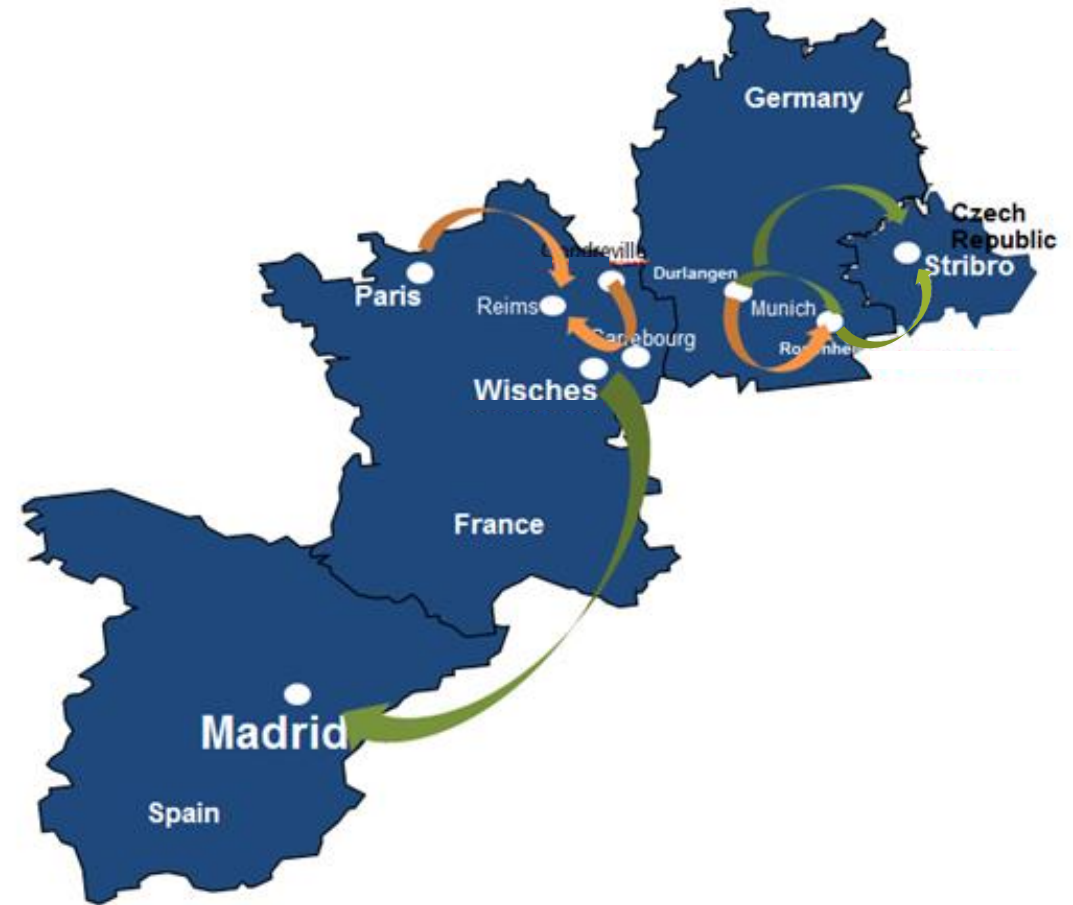 Germany
Czech
Republic
Stribro
Durlangen
Munich
Paris
Reims
Wisches
France
Madrid
Spain